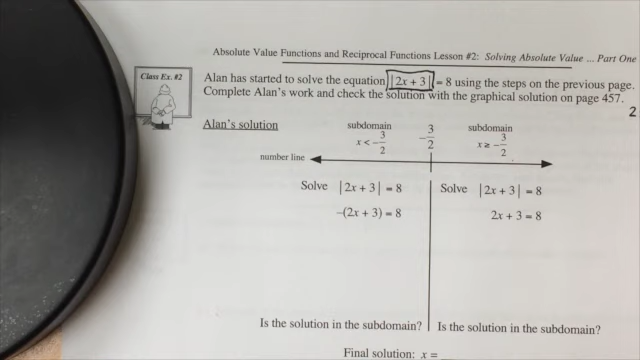 Absolute Value Functions and Reciprocal Functions Lesson #2: Solving Absolute Value ... Part One
Class Ex. #2
Alan has started to solve the equation |2x + 3| = 8 using the steps on the previous page.
Complete Alan's work and check the solution with the graphical solution on page 457.
2
Alan's solution
subdomain x < -3/2
-3/2
subdomain x ≥ -3/2
number line
Solve |2x + 3| = 8
Solve |2x + 3| = 8
-(2x + 3) = 8
2x + 3 = 8
Is the solution in the subdomain?
Is the solution in the subdomain?
Final solution: x =